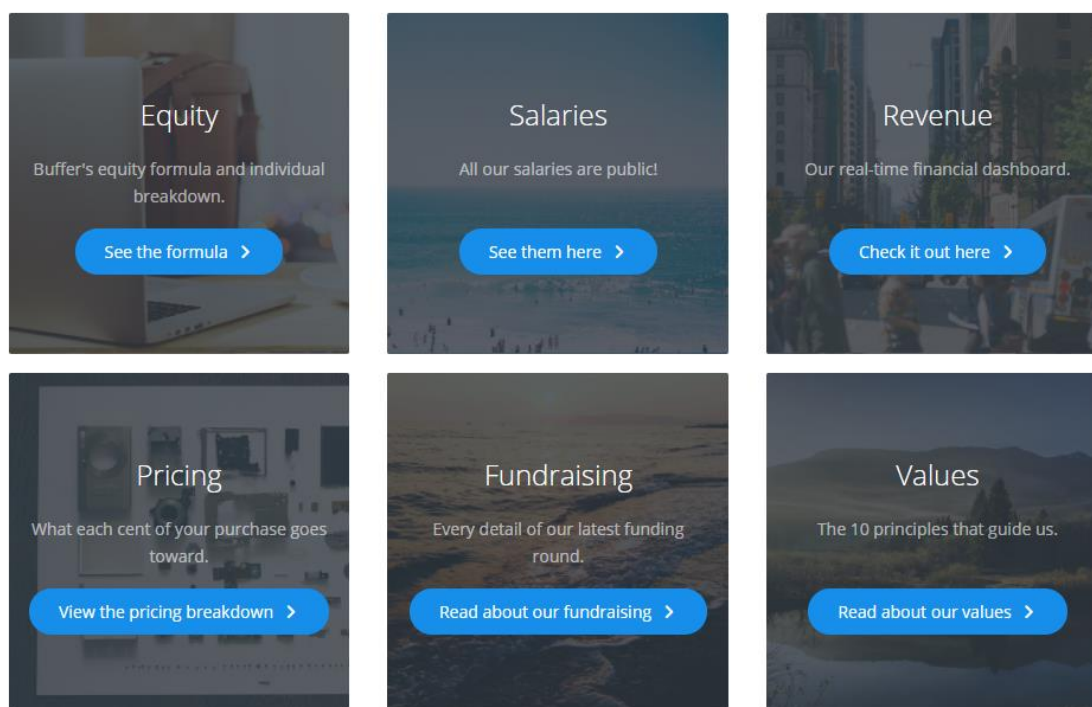 Equity
Buffer's equity formula and individual
breakdown.
See the formula
Salaries
All our salaries are public!
See them here
Revenue
Our real-time financial dashboard.
Check it out here
Pricing
What each cent of your purchase goes
toward.
View the pricing breakdown
Fundraising
Every detail of our latest funding
round.
Read about our fundraising
Values
The 10 principles that guide us.
Read about our values